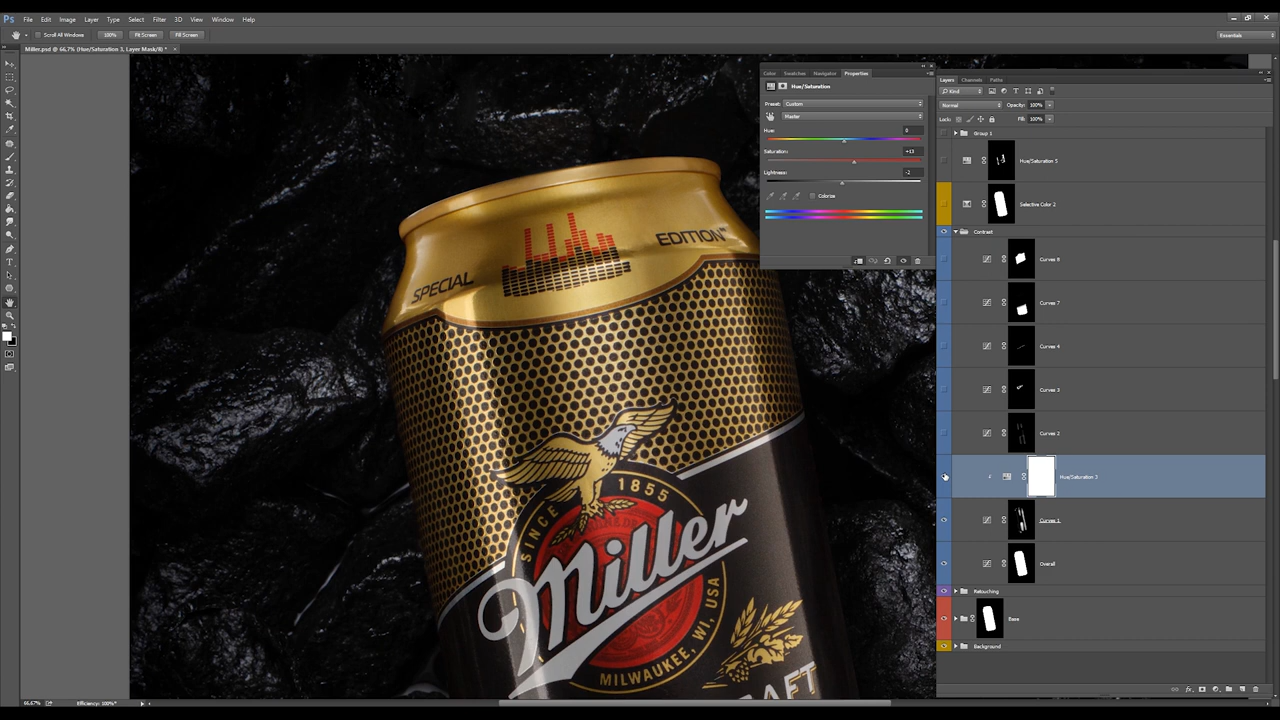 Ps File Edit Image Layer Type Select Filter 3D View Window Help
Scroll All Windows 100% Fit Screen Fill Screen Essentials
Miller.psd @ 66.7% (Hue/Saturation 3, Layer Mask/8) * ×
Color Swatches Navigator Properties
Hue/Saturation
Preset: Custom
Master
Hue: 0
Saturation: +13
Lightness: -2
Colorize
Layers Channels Paths
Kind
Normal Opacity: 100%
Lock: Fill: 100%
Group 1
Hue/Saturation 5
Selective Color 2
Contrast
Curves 8
Curves 7
Curves 4
Curves 3
Curves 2
Hue/Saturation 3
Curves 1
Overall
Retouching
Base
Background
SPECIAL EDITION
SINCE 1855
Miller
MILWAUKEE, WI, USA
66.67% Efficiency: 100%*